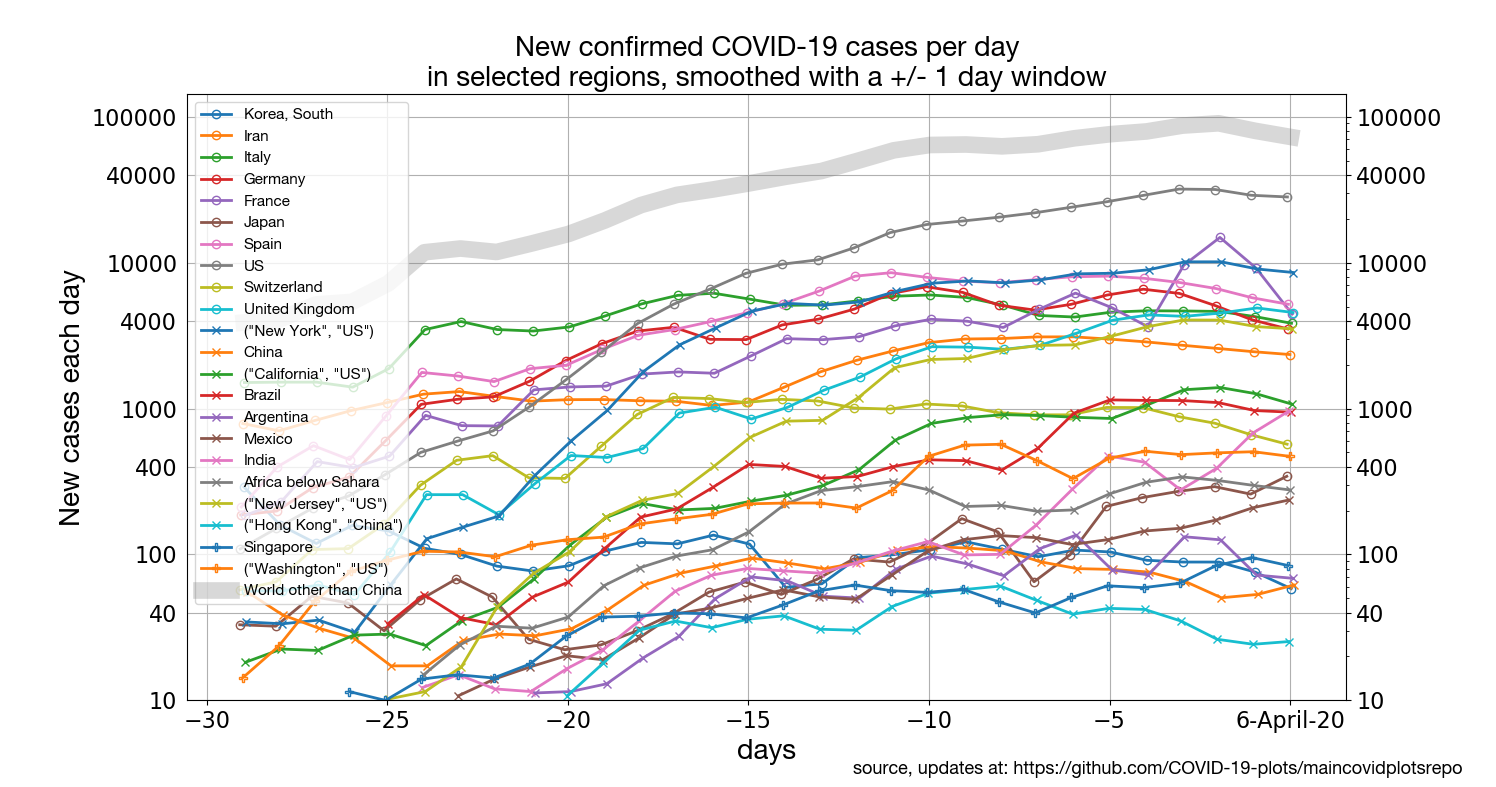 New confirmed COVID-19 cases per day
in selected regions, smoothed with a +/- 1 day window
New cases each day
100000
40000
10000
4000
1000
400
100
40
10
Korea, South
Iran
Italy
Germany
France
Japan
Spain
US
Switzerland
United Kingdom
("New York", "US")
China
("California", "US")
Brazil
Argentina
Mexico
India
Africa below Sahara
("New Jersey", "US")
("Hong Kong", "China")
Singapore
("Washington", "US")
World other than China
100000
40000
10000
4000
1000
400
100
40
10
−30
−25
−20
−15
−10
−5
6-April-20
days
source, updates at: https://github.com/COVID-19-plots/maincovidplotsrepo